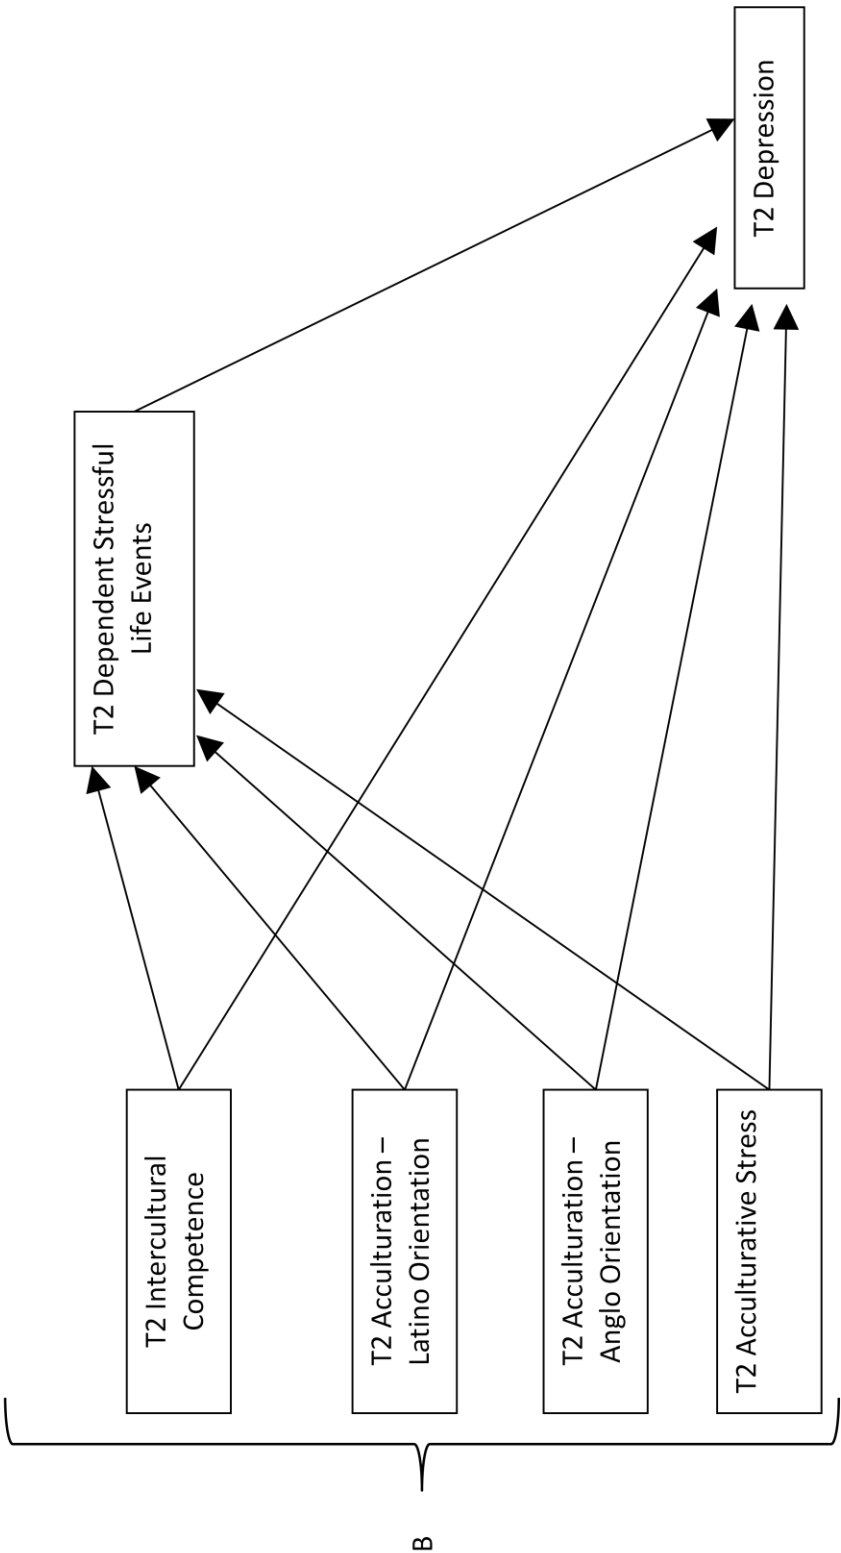 B
T2 Intercultural
Competence
T2 Acculturation –
Latino Orientation
T2 Acculturation –
Anglo Orientation
T2 Acculturative Stress
T2 Dependent Stressful
Life Events
T2 Depression